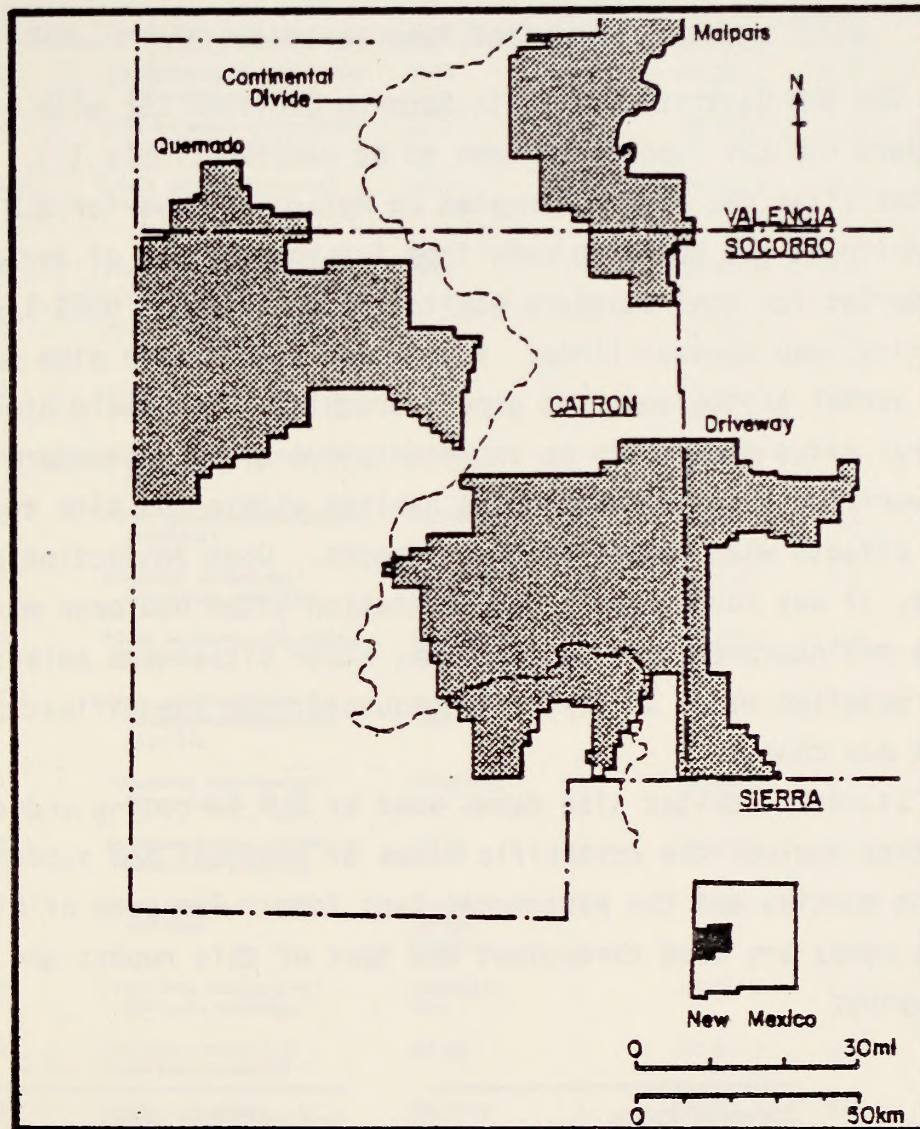 Malpais
Continental
Divide
N
Quemado
VALENCIA
SOCORRO
CATRON
Driveway
SIERRA
New Mexico
0 30mi
0 50km